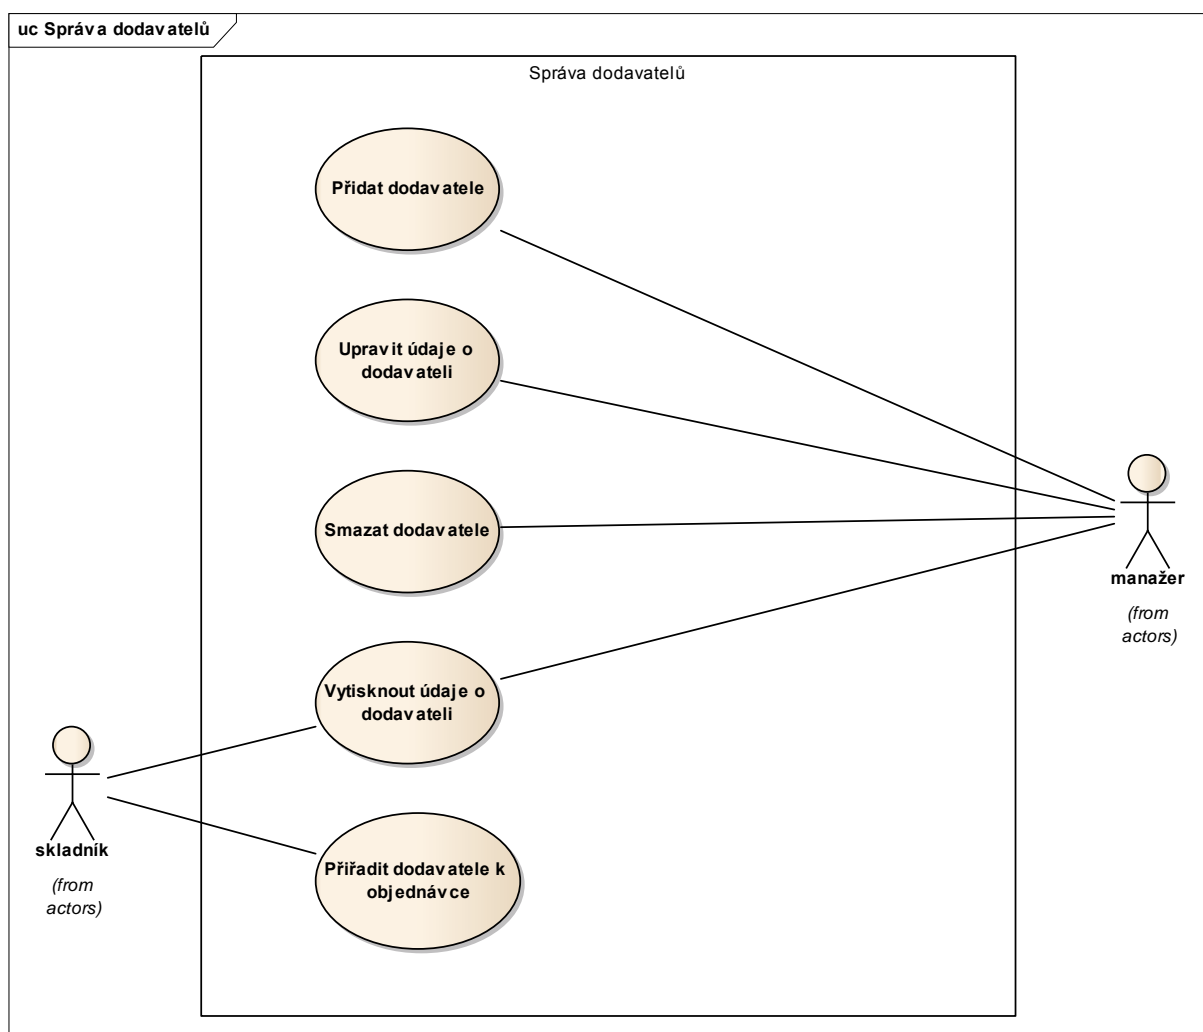 uc Správa dodavatelů
Správa dodavatelů
Přidat dodavatele
Upravit údaje o
dodavateli
Smazat dodavatele
manažer
(from
actors)
Vytisknout údaje o
dodavateli
skladník
(from
actors)
Přiřadit dodavatele k
objednávce